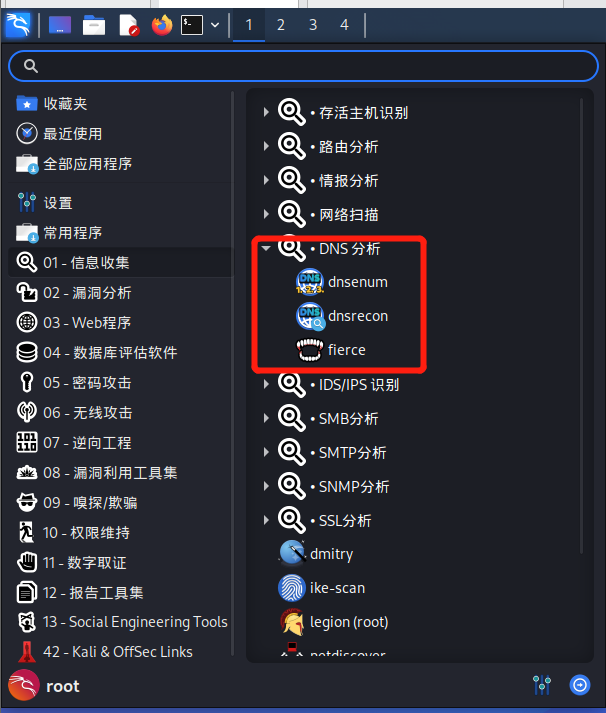 1 2 3 4
收藏夹
最近使用
全部应用程序
设置
常用程序
01 - 信息收集
02 - 漏洞分析
03 - Web程序
04 - 数据库评估软件
05 - 密码攻击
06 - 无线攻击
07 - 逆向工程
08 - 漏洞利用工具集
09 - 嗅探/欺骗
10 - 权限维持
11 - 数字取证
12 - 报告工具集
13 - Social Engineering Tools
42 - Kali & OffSec Links
• 存活主机识别
• 路由分析
• 情报分析
• 网络扫描
• DNS 分析
dnsenum
dnsrecon
fierce
• IDS/IPS 识别
• SMB分析
• SMTP分析
• SNMP分析
• SSL分析
dmitry
ike-scan
legion (root)
netdiscover
root